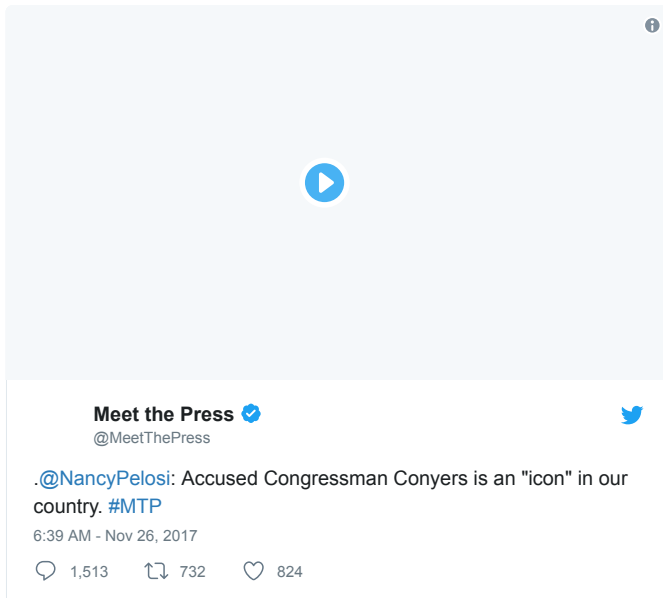 Meet the Press
@MeetThePress
.@NancyPelosi: Accused Congressman Conyers is an "icon" in our
country. #MTP
6:39 AM - Nov 26, 2017
1,513 732 824